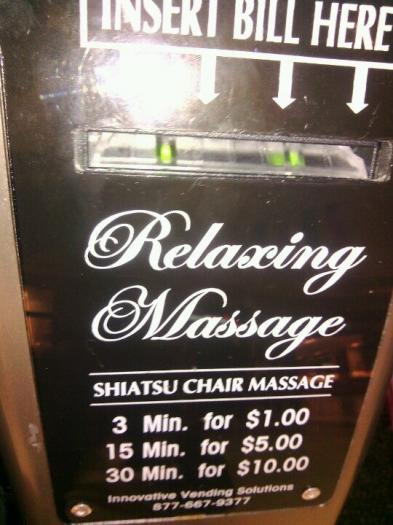 INSERT BILL HERE
Relaxing
Massage
SHIATSU CHAIR MASSAGE
3 Min. for $1.00
15 Min. for $5.00
30 Min. for $10.00
Innovative Vending Solutions
877-667-9377